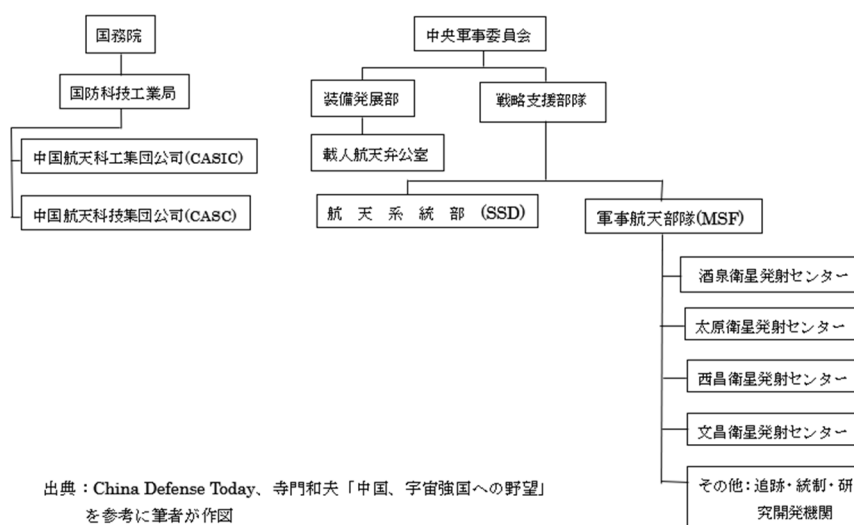 国務院
国防科技工業局
中国航天科工集団公司(CASIC)
中国航天科技集団公司(CASC)
中央軍事委員会
装備発展部
載人航天弁公室
戦略支援部隊
航 天 系 統 部 (SSD)
軍事航天部隊(MSF)
酒泉衛星発射センター
太原衛星発射センター
西昌衛星発射センター
文昌衛星発射センター
その他：追跡・統制・研
究開発機関
出典：China Defense Today、寺門和夫「中国、宇宙強国への野望」
を参考に筆者が作図